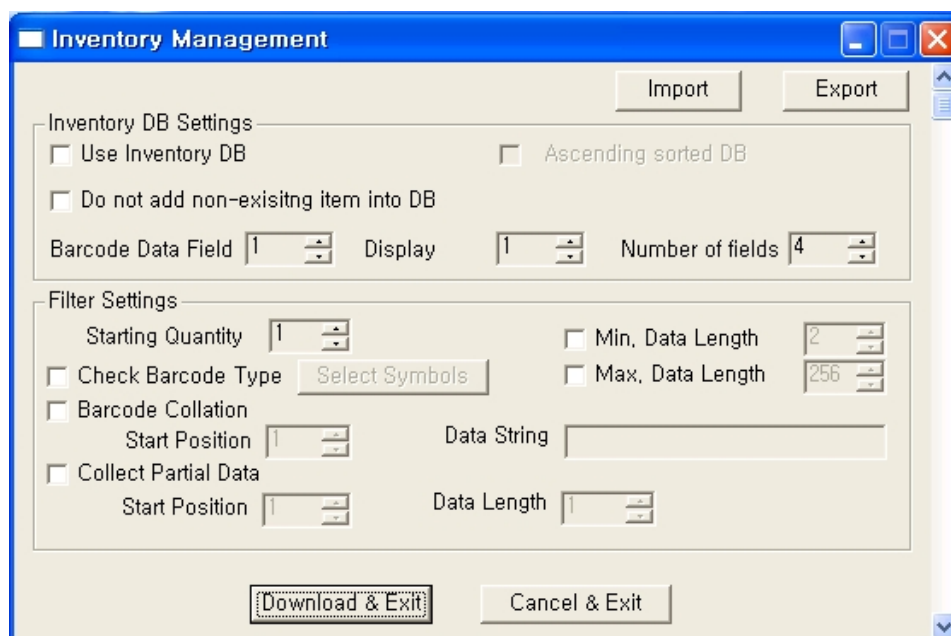 Inventory Management
Import Export
Inventory DB Settings
Use Inventory DB Ascending sorted DB
Do not add non-exisitng item into DB
Barcode Data Field 1 Display 1 Number of fields 4
Filter Settings
Starting Quantity 1 Min, Data Length 2
Check Barcode Type Select Symbols Max, Data Length 256
Barcode Collation
Start Position 1 Data String
Collect Partial Data
Start Position 1 Data Length 1
Download & Exit Cancel & Exit